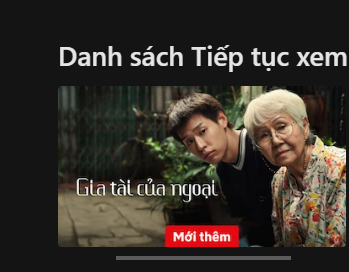 Danh sách Tiếp tục xem
Gia tài của ngoại
Mới thêm